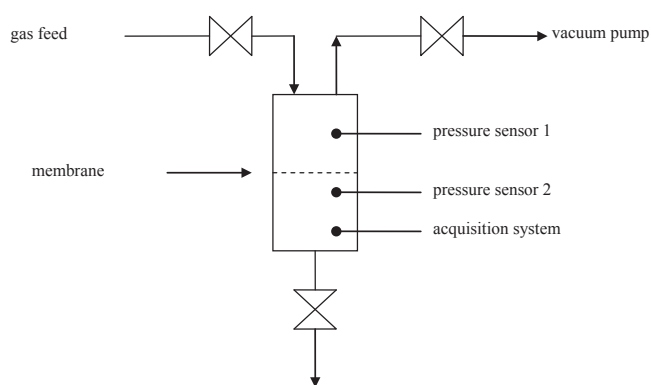 gas feed
vacuum pump
pressure sensor 1
membrane
pressure sensor 2
acquisition system